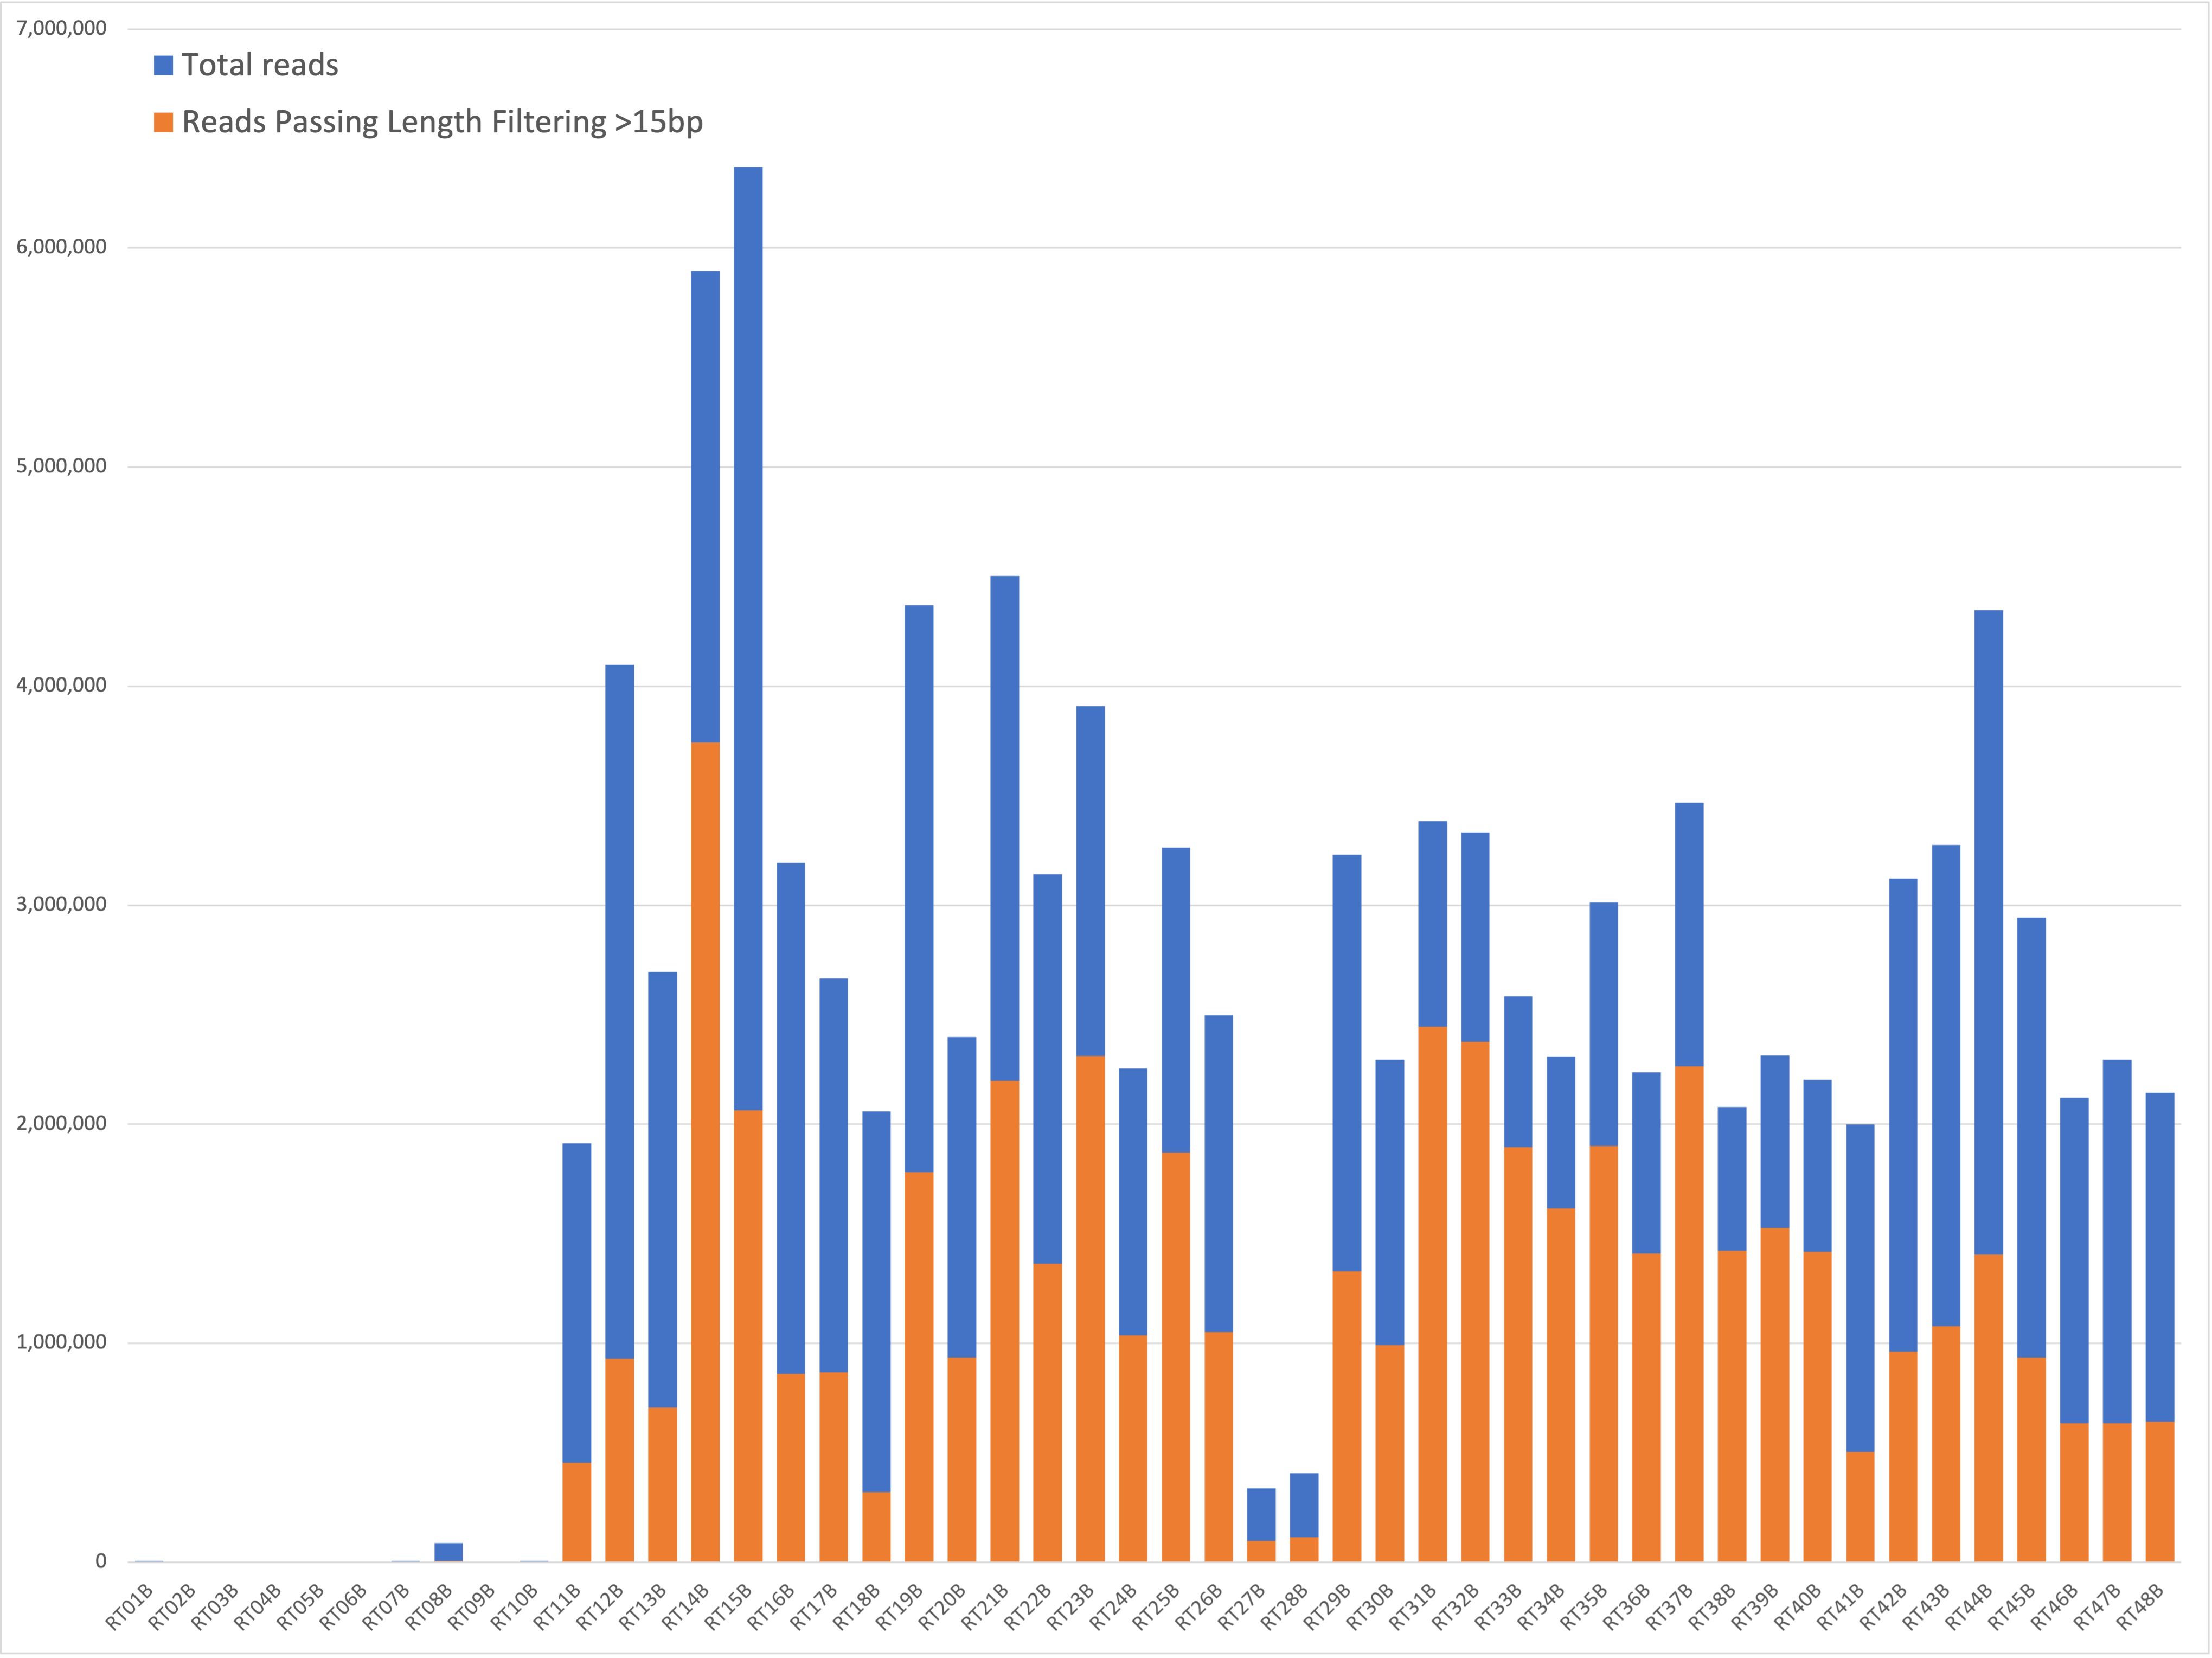 7,000,000
Total reads
Reads Passing Length Filtering >15bp
6,000,000
5,000,000
4,000,000
3,000,000
2,000,000
1,000,000
0
RT01B
RT02B
RT03B
RT04B
RT05B
RT06B
RT07B
RT08B
RT09B
RT10B
RT11B
RT12B
RT13B
RT14B
RT15B
RT16B
RT17B
RT18B
RT19B
RT20B
RT21B
RT22B
RT23B
RT24B
RT25B
RT26B
RT27B
RT28B
RT29B
RT30B
RT31B
RT32B
RT33B
RT34B
RT35B
RT36B
RT37B
RT38B
RT39B
RT40B
RT41B
RT42B
RT43B
RT44B
RT45B
RT46B
RT47B
RT48B